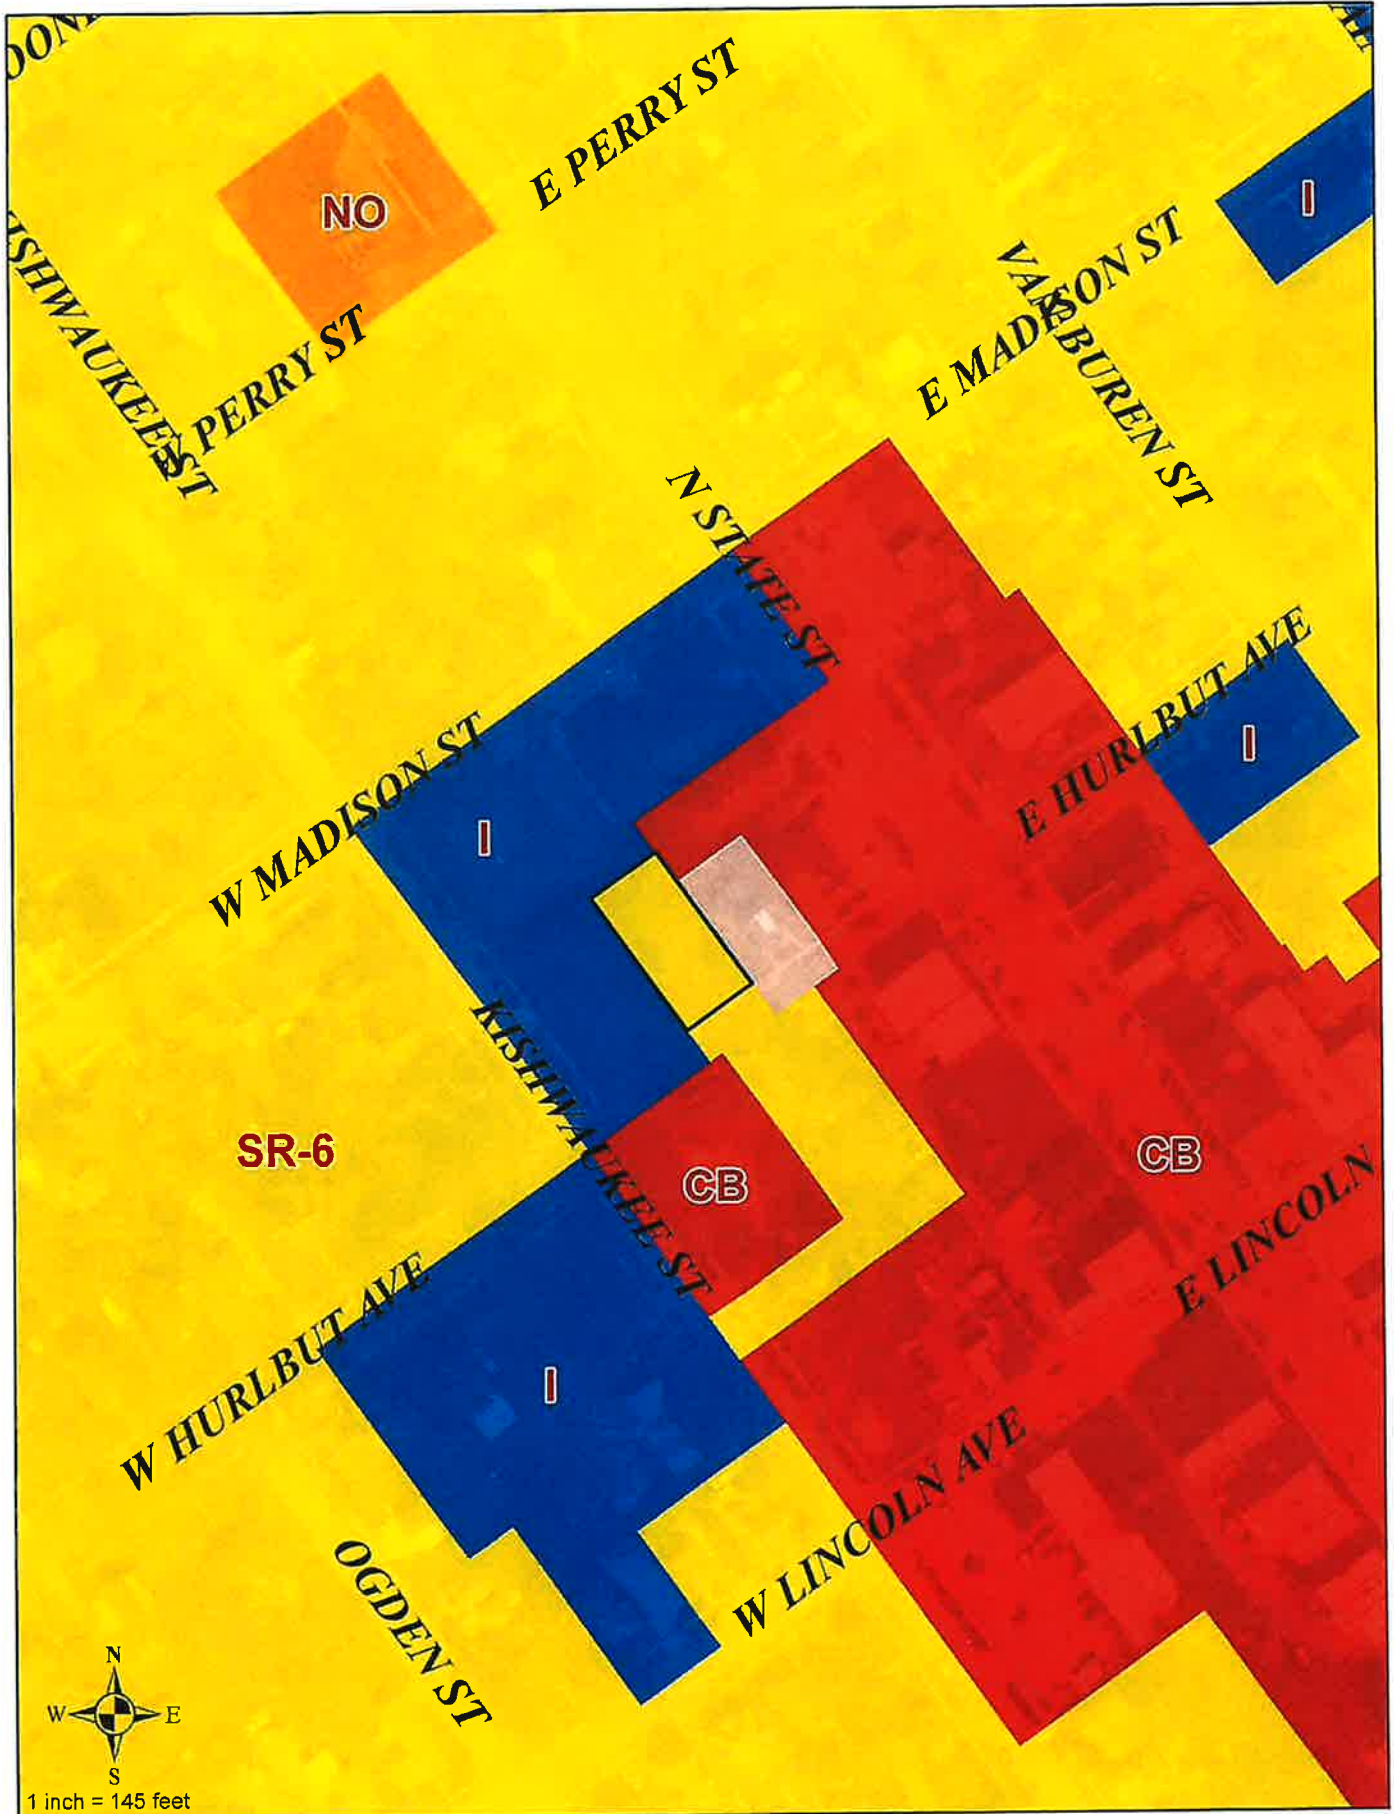 E PERRY ST
NO
I
VAN BUREN ST
E MADISON ST
KISHWAUKEE ST
W PERRY ST
N STATE ST
E HURLBUT AVE
I
W MADISON ST
I
KISHWAUKEE ST
SR-6
CB
CB
E LINCOLN
W HURLBUT AVE
I
W LINCOLN AVE
OGDEN ST
N
W E
S
1 inch = 145 feet